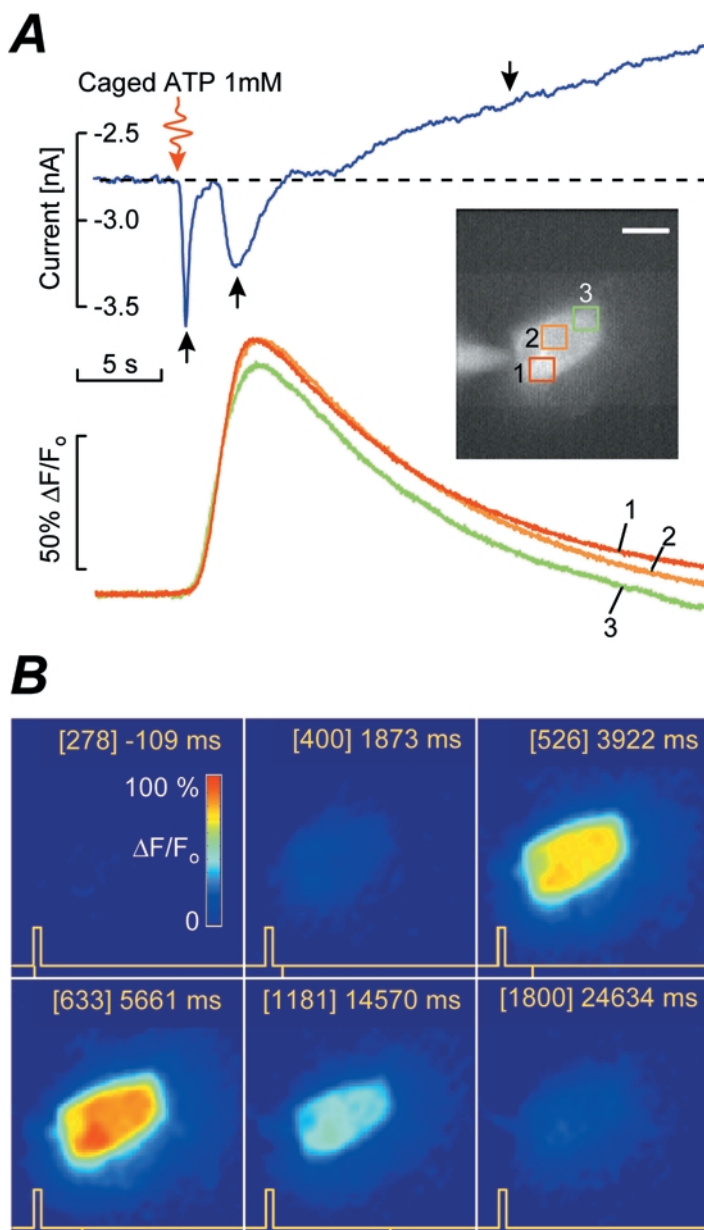 A
Caged ATP 1mM
-2.5
-3.0
-3.5
Current [nA]
5 s
3
2
1
50% ΔF/Fo
1
2
3
B
[278] -109 ms
[400] 1873 ms
[526] 3922 ms
100 %
ΔF/Fo
0
[633] 5661 ms
[1181] 14570 ms
[1800] 24634 ms